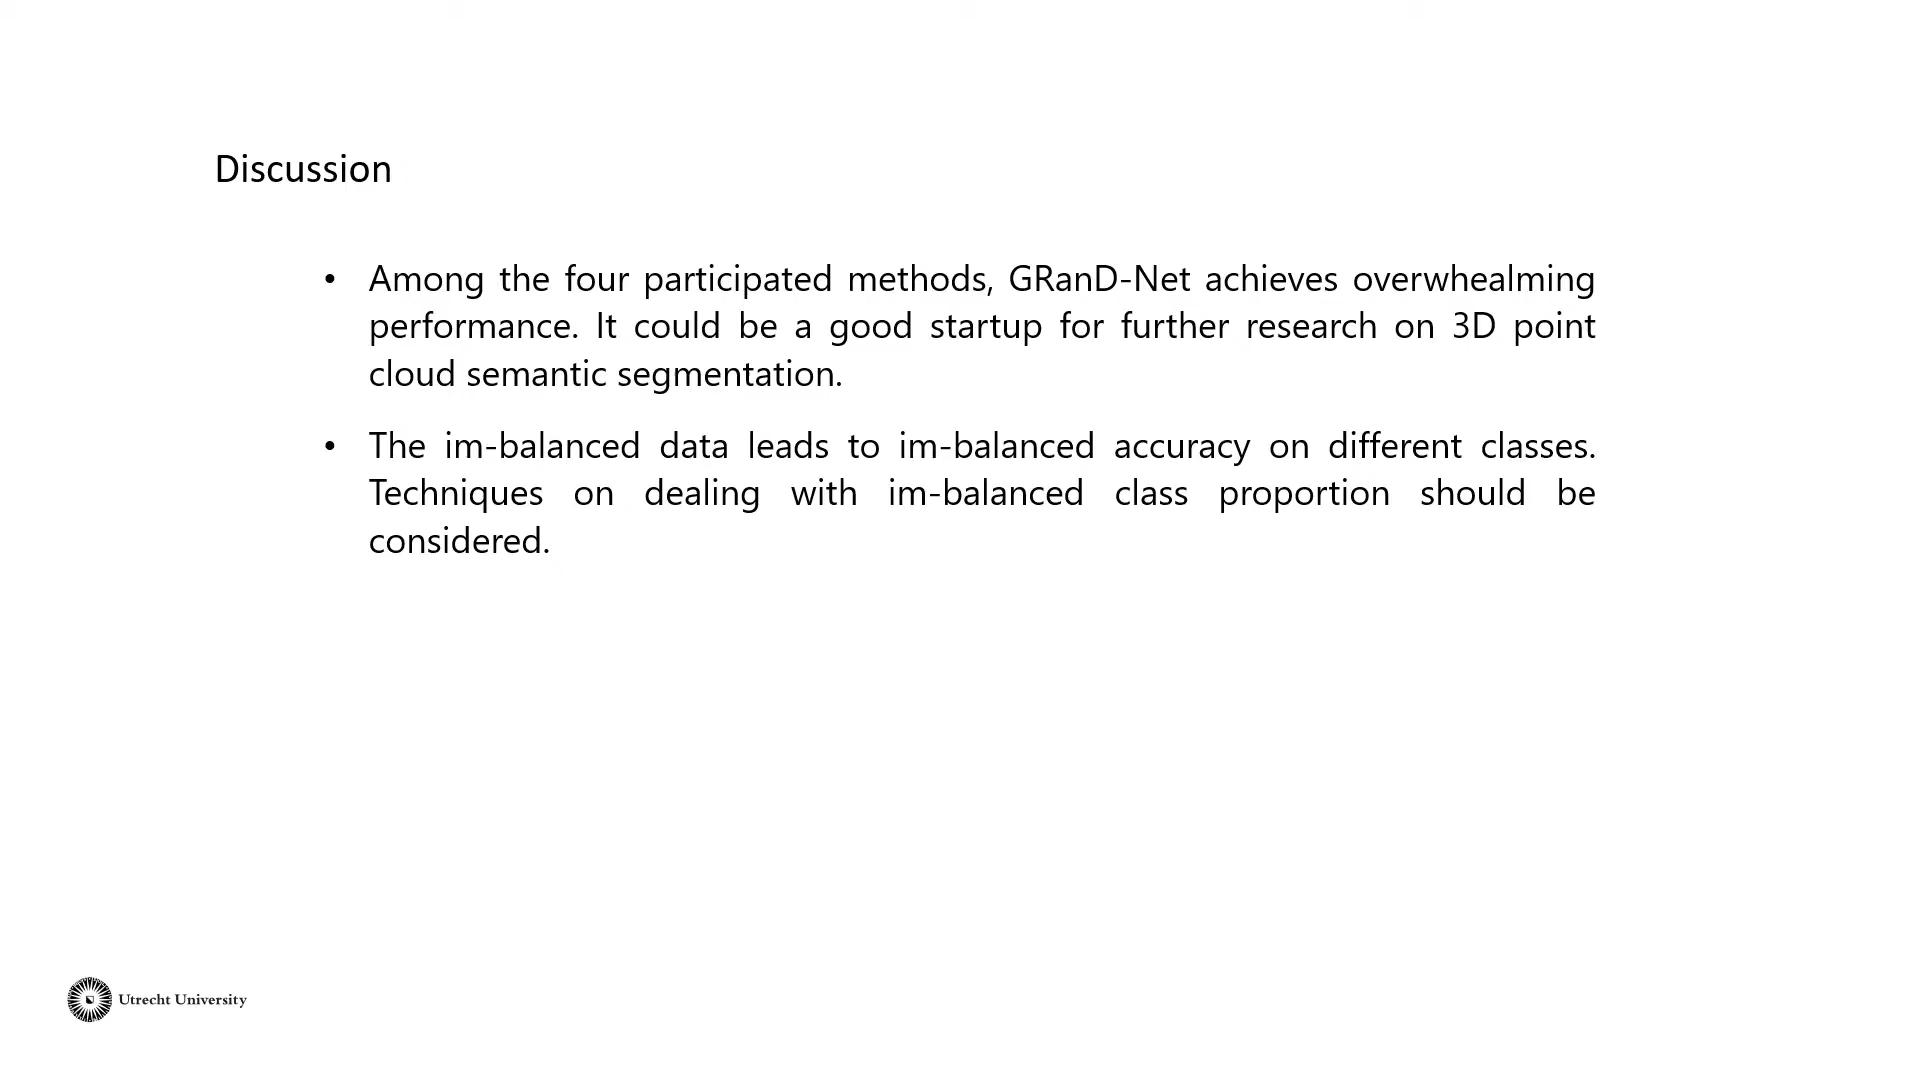 Discussion
• Among the four participated methods, GRanD-Net achieves overwhealming
performance. It could be a good startup for further research on 3D point
cloud semantic segmentation.
• The im-balanced data leads to im-balanced accuracy on different classes.
Techniques on dealing with im-balanced class proportion should be
considered.
Utrecht University